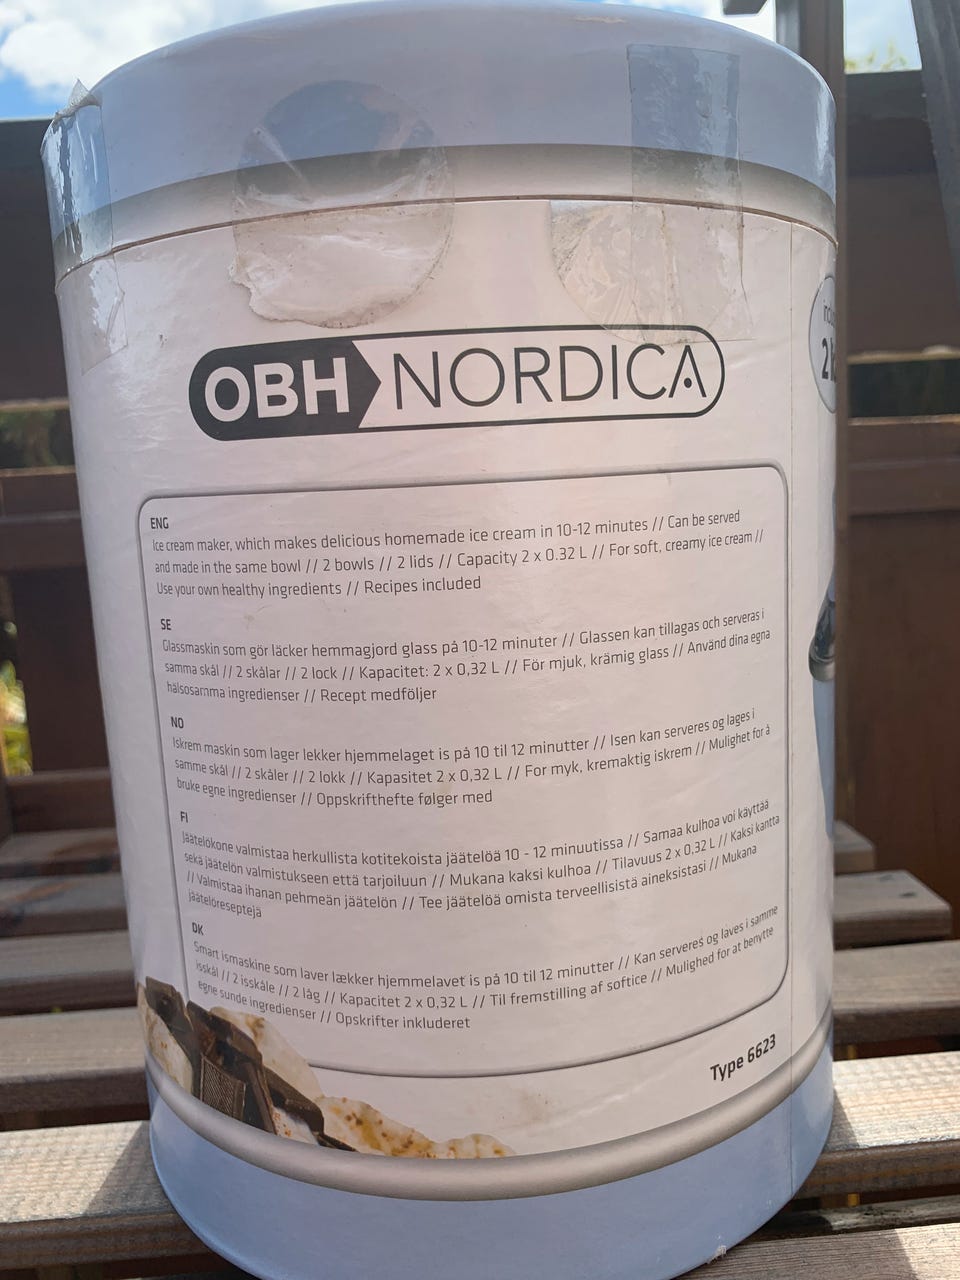 OBH NORDICA
2
ENG
Ice cream maker, which makes delicious homemade ice cream in 10-12 minutes // Can be served
and made in the same bowl // 2 bowls // 2 lids // Capacity 2 x 0.32 L // For soft, creamy ice cream //
Use your own healthy ingredients // Recipes included
SE
Glassmaskin som gör läcker hemmagjord glass på 10-12 minuter // Glassen kan tillagas och serveras i
samma skål // 2 skålar // 2 lock // Kapacitet: 2 x 0,32 L // För mjuk, krämig glass // Använd dina egna
hälsosamma ingredienser // Recept medföljer
NO
Iskrem maskin som lager lekker hjemmelaget is på 10 til 12 minutter // Isen kan serveres og lages i
samme skål // 2 skåler // 2 lokk // Kapasitet 2 x 0,32 L // For myk, kremaktig iskrem // Mulighet for å
bruke egne ingredienser // Oppskrifthefte følger med
FI
Jäätelökone valmistaa herkullista kotitekoista jäätelöä 10 - 12 minuutissa // Samaa kulhoa voi käyttää
sekä jäätelön valmistukseen että tarjoiluun // Mukana kaksi kulhoa // Tilavuus 2 x 0,32 L // Kaksi kantta
// Valmistaa ihanan pehmeän jäätelön // Tee jäätelöä omista terveellisistä aineksistasi // Mukana
jäätelöreseptejä
DK
Smart ismaskine som laver lækker hjemmelavet is på 10 til 12 minutter // Kan serveres og laves i samme
isskål // 2 isskåle // 2 låg // Kapacitet 2 x 0,32 L // Til fremstilling af softice // Mulighed for at benytte
egne sunde ingredienser // Opskrifter inkluderet
Type 6623